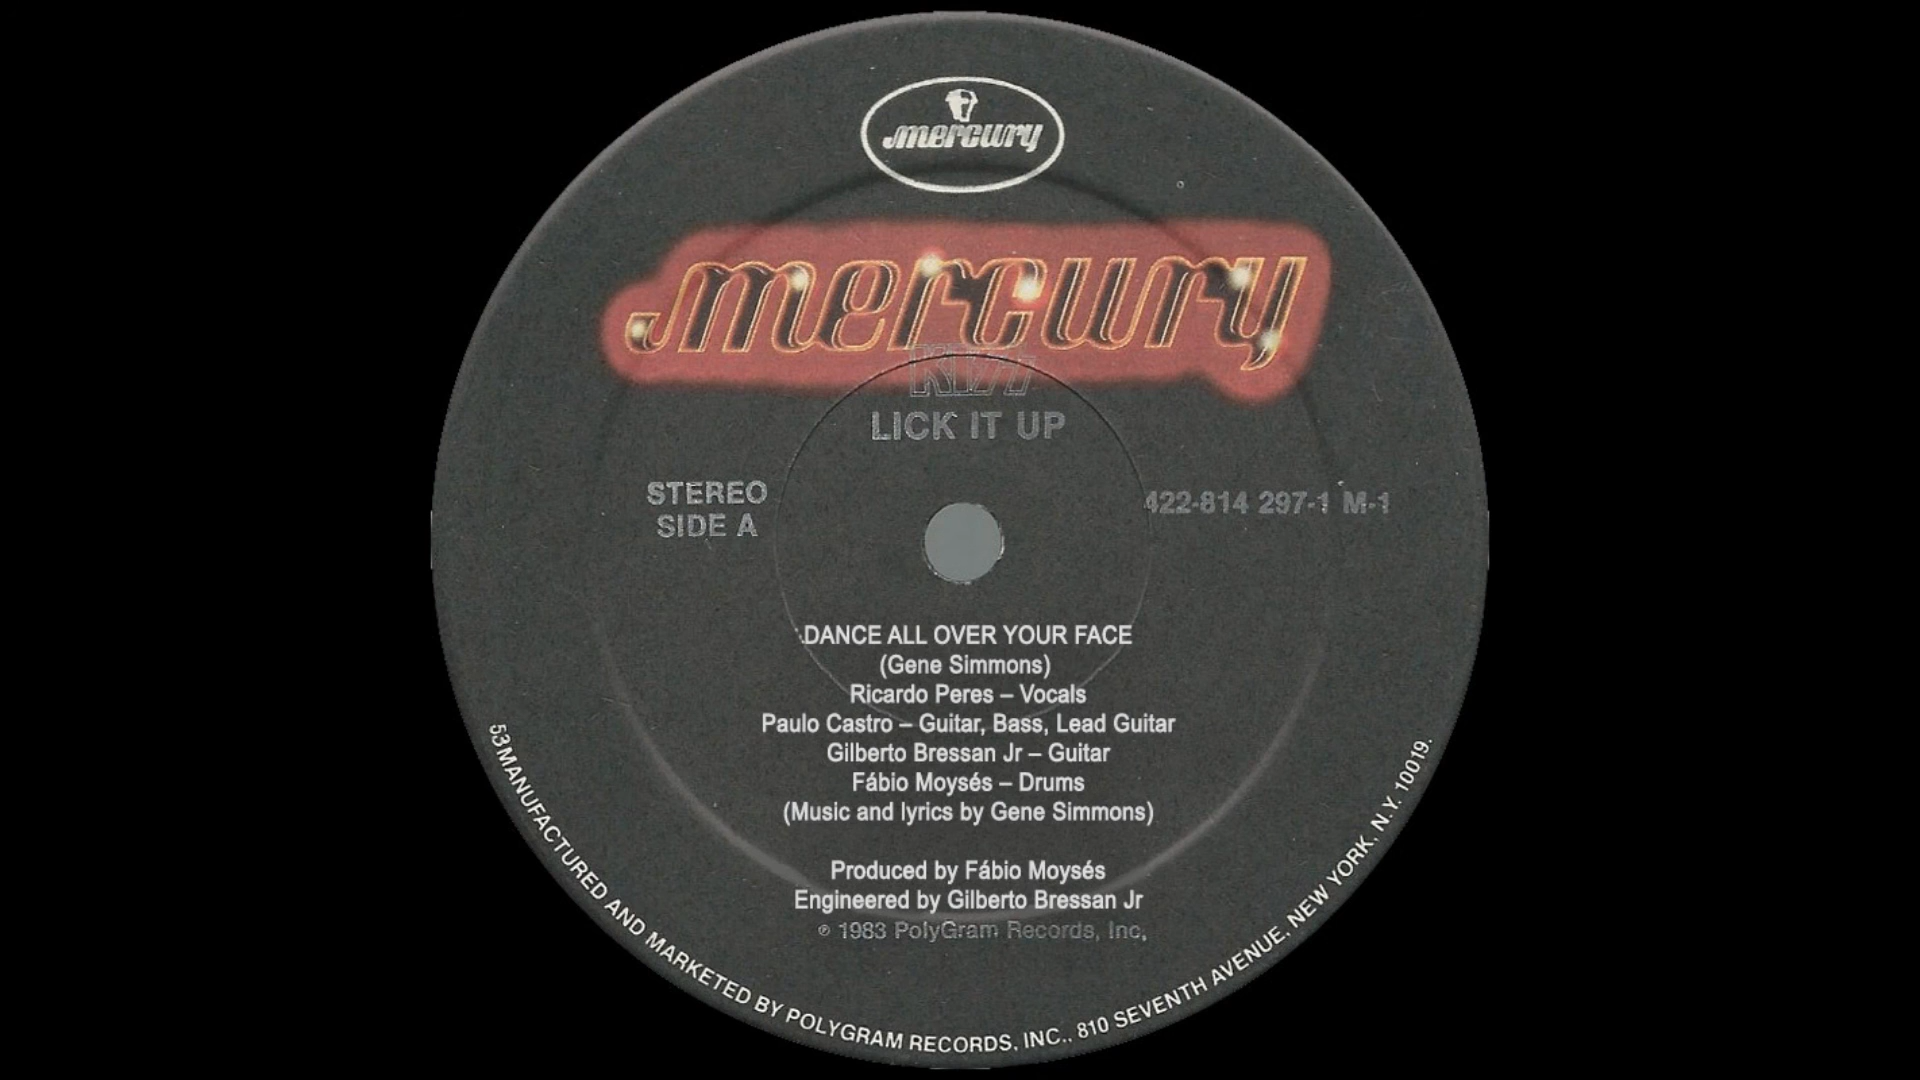 mercury
mercury
KISS
LICK IT UP
STEREO
SIDE A
422-814 297-1 M-1
DANCE ALL OVER YOUR FACE
(Gene Simmons)
Ricardo Peres – Vocals
Paulo Castro – Guitar, Bass, Lead Guitar
Gilberto Bressan Jr – Guitar
Fábio Moysés – Drums
(Music and lyrics by Gene Simmons)
Produced by Fábio Moysés
Engineered by Gilberto Bressan Jr
℗ 1983 PolyGram Records, Inc,
53 MANUFACTURED AND MARKETED BY POLYGRAM RECORDS, INC., 810 SEVENTH AVENUE, NEW YORK, N.Y. 10019.